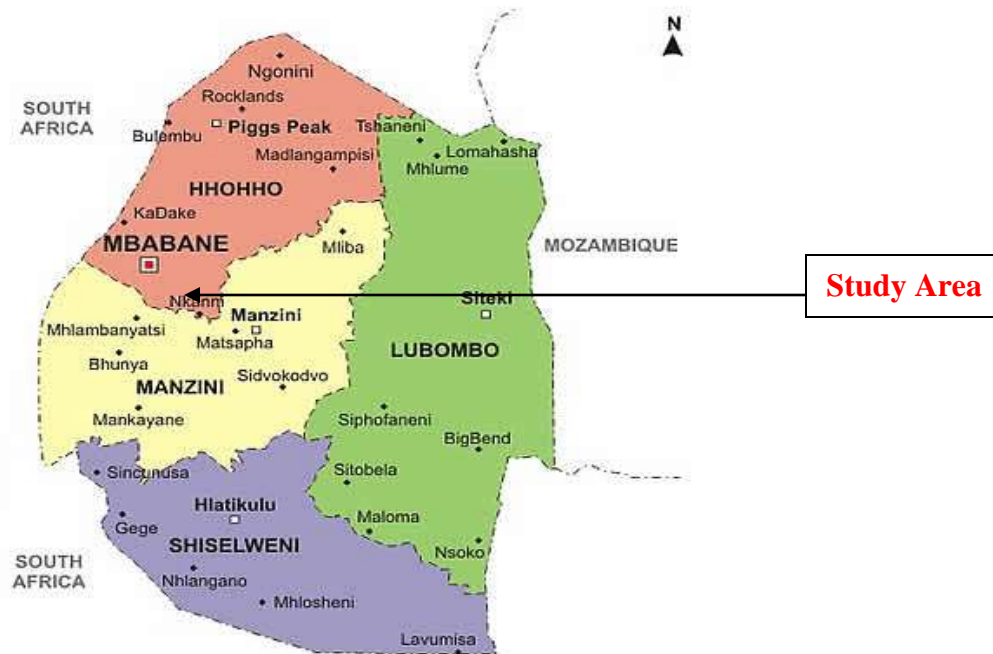 N
Ngonini
SOUTH
AFRICA
Rocklands
Bulembu
Piggs Peak
Tshaneni
Lomahasha
Madlangampisi
Mhlume
HHOHHO
KaDake
MBABANE
Mliba
MOZAMBIQUE
Study Area
Nkanm
Siteki
Manzini
Mhlambanyatsi
Matsapha
Bhunya
LUBOMBO
Sidvokodvo
MANZINI
Mankayane
Siphofaneni
BigBend
Sincunusa
Sitobela
Hlatikulu
Gege
Maloma
SHISELWENI
Nsoko
SOUTH
AFRICA
Nhlangano
Mhlosheni
Lavumisa